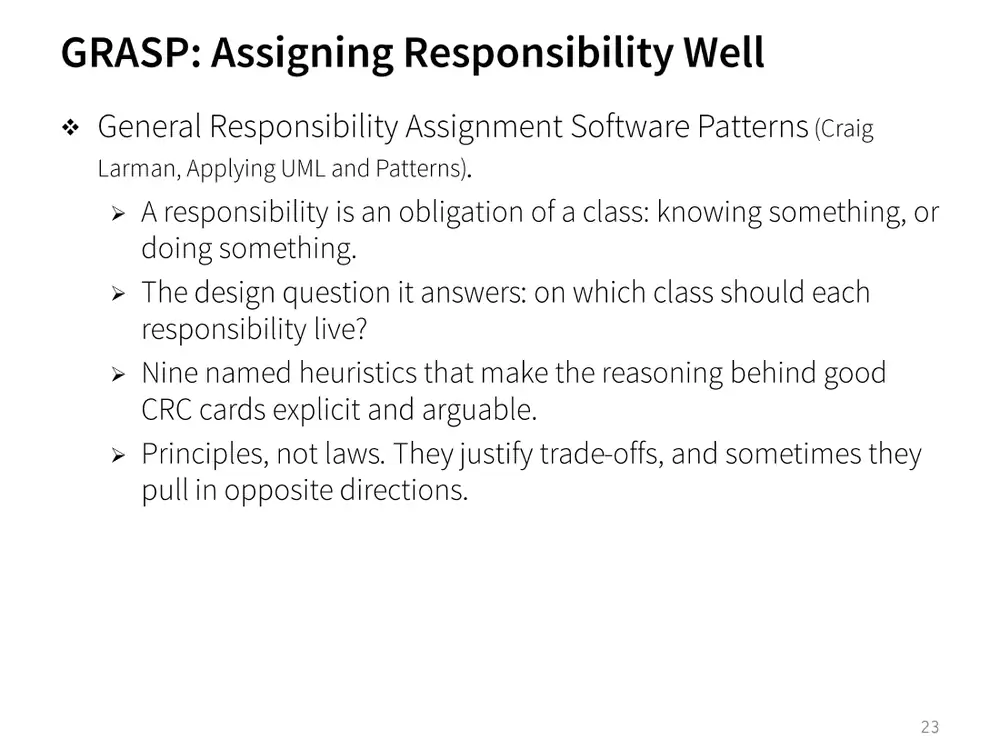 GRASP: Assigning Responsibility Well
❖ General Responsibility Assignment Software Patterns (Craig
Larman, Applying UML and Patterns).
➢ A responsibility is an obligation of a class: knowing something, or
doing something.
➢ The design question it answers: on which class should each
responsibility live?
➢ Nine named heuristics that make the reasoning behind good
CRC cards explicit and arguable.
➢ Principles, not laws. They justify trade-offs, and sometimes they
pull in opposite directions.
23